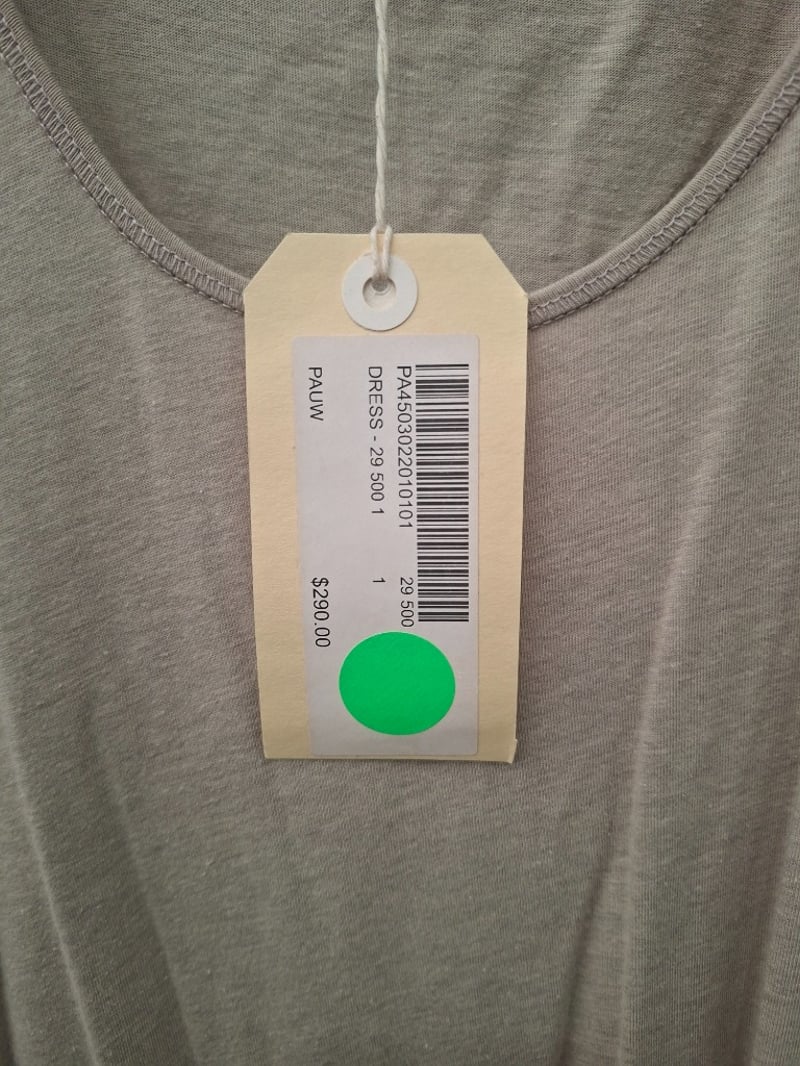 PA4503022010101 29 500
DRESS - 29 500 1 1
PAUW $290.00